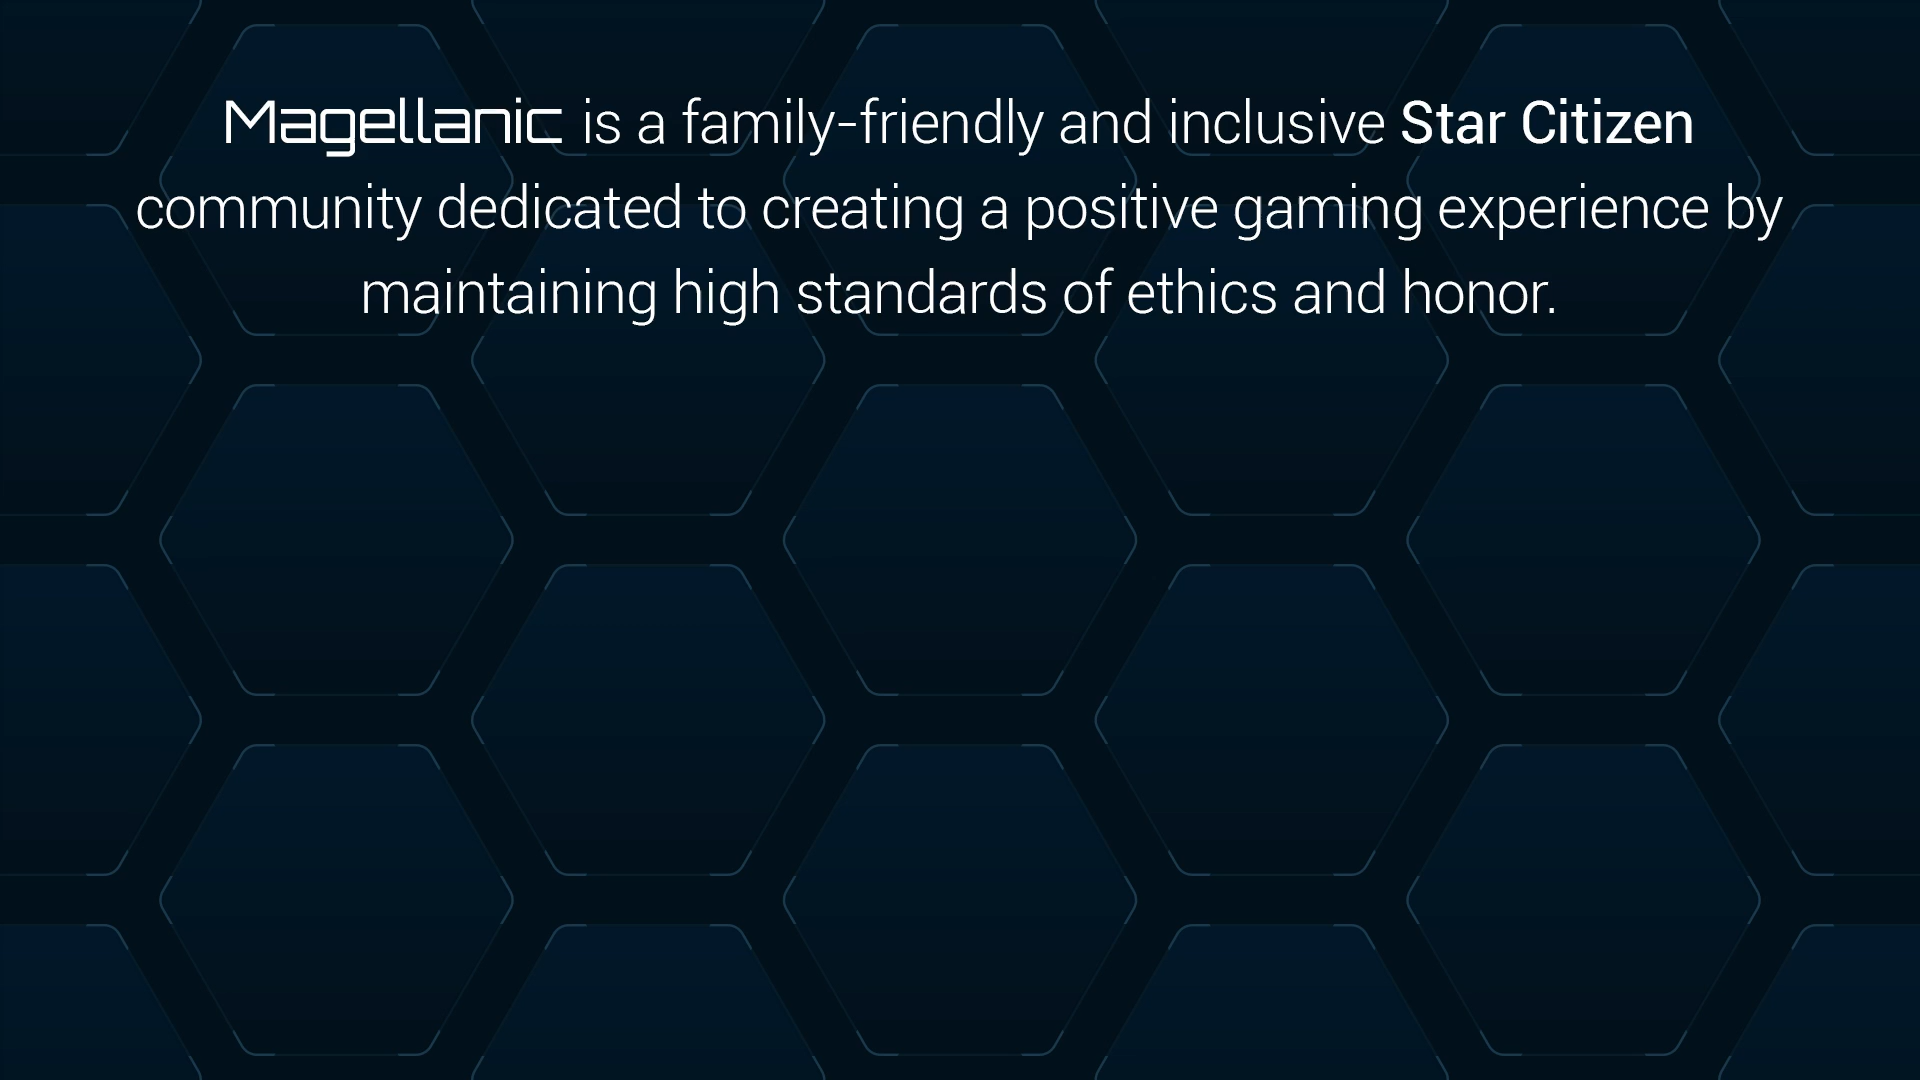 Magellanic is a family-friendly and inclusive Star Citizen
community dedicated to creating a positive gaming experience by
maintaining high standards of ethics and honor.